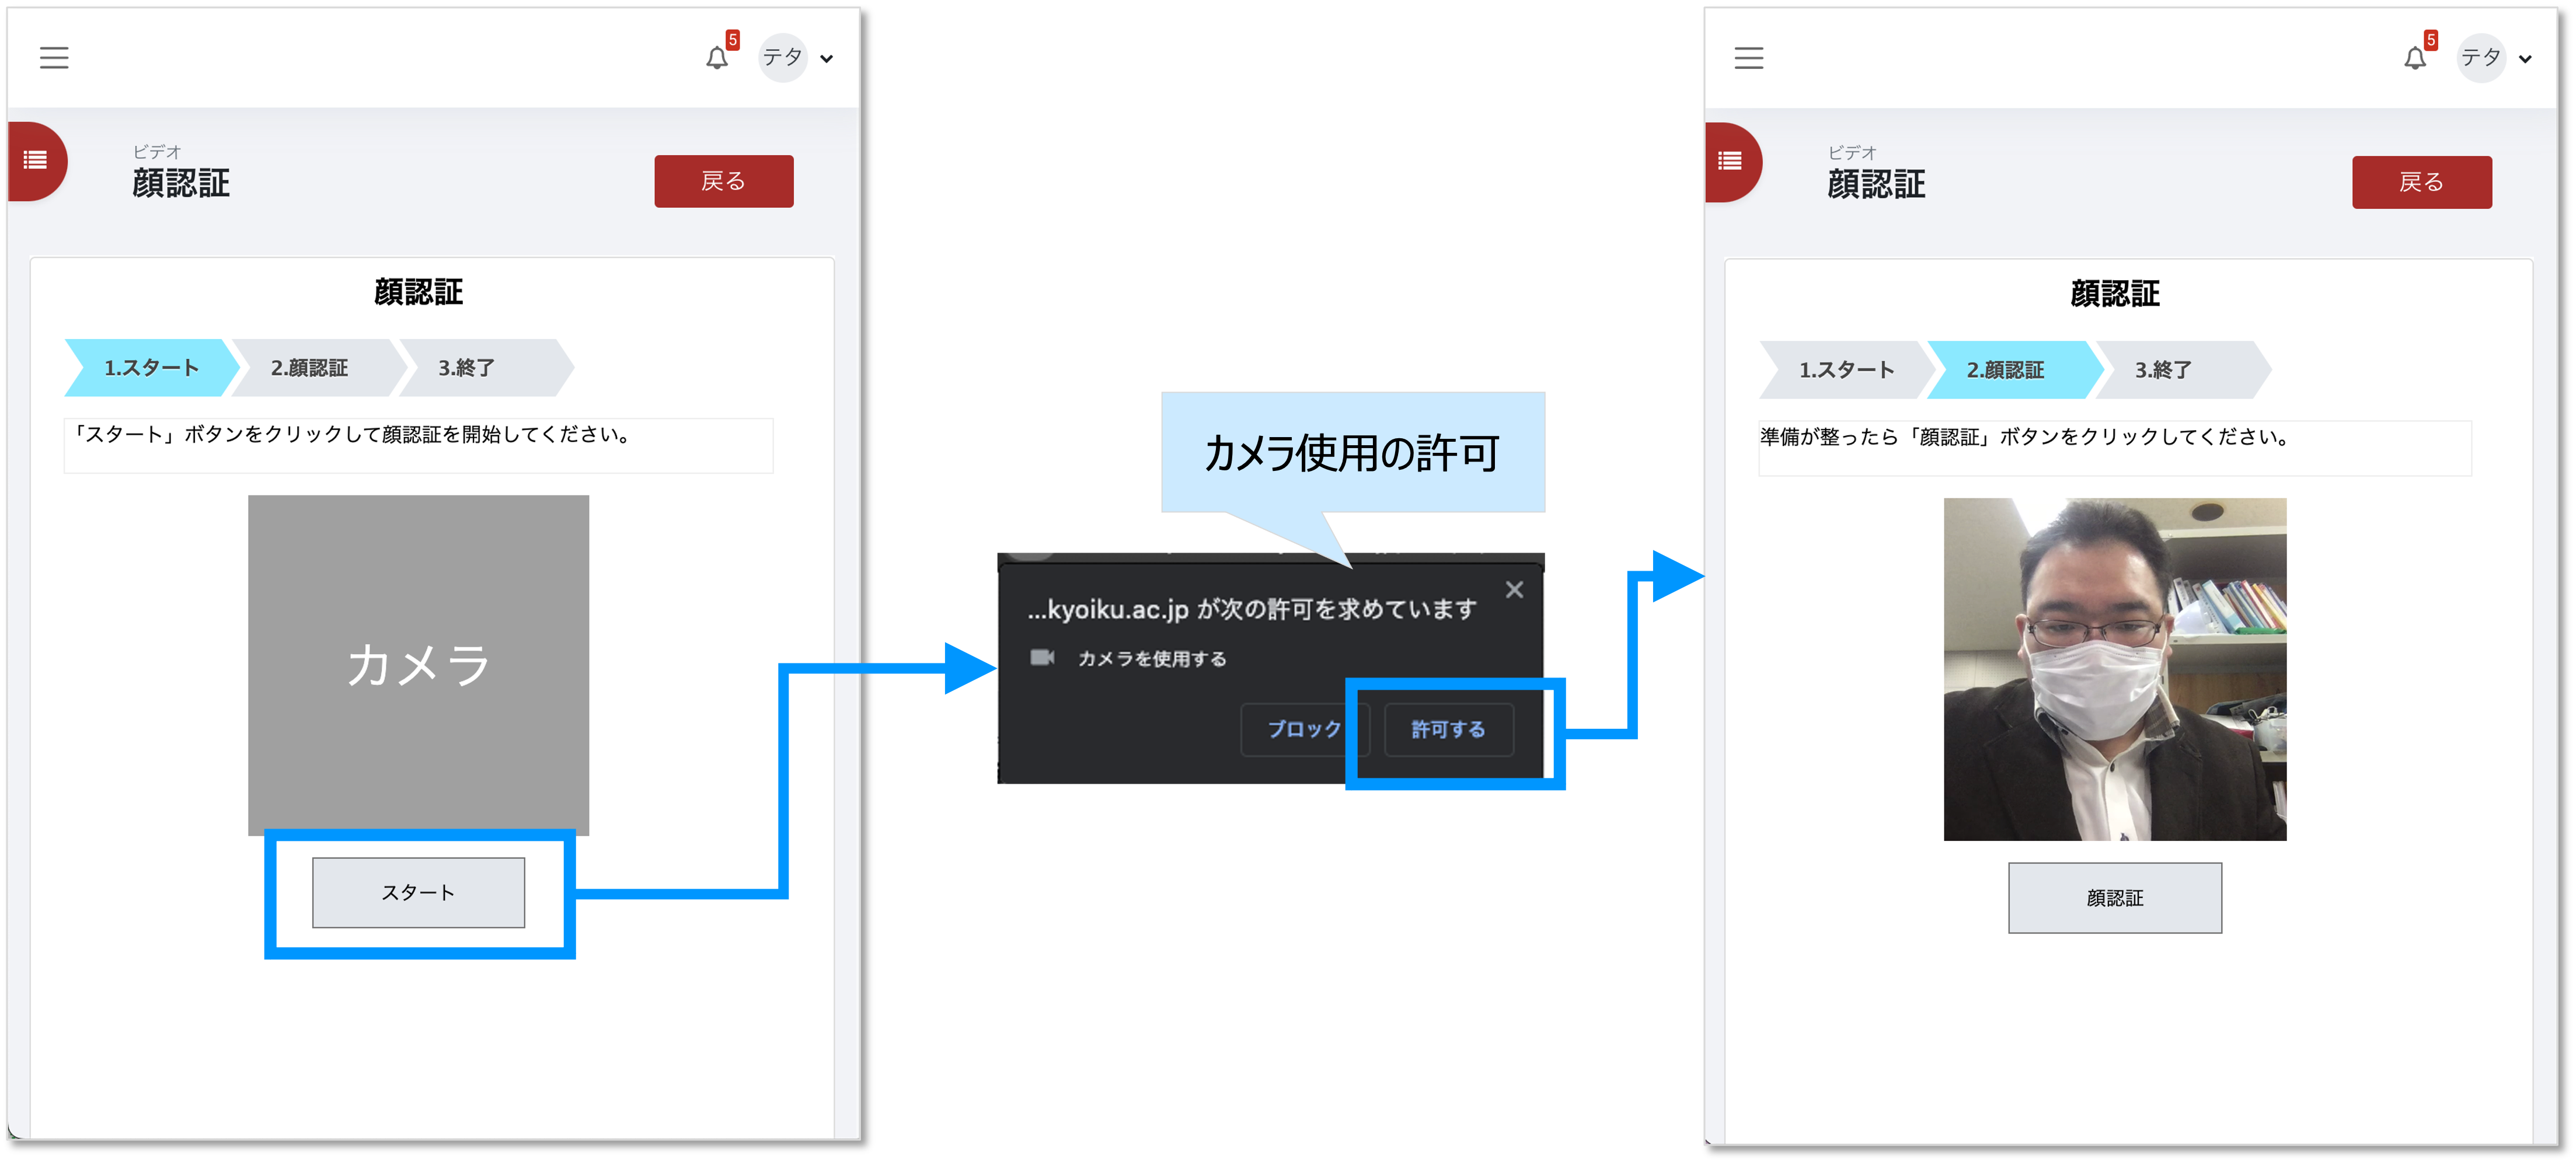 5
テタ
ビデオ
顔認証
戻る
顔認証
1.スタート
2.顔認証
3.終了
「スタート」ボタンをクリックして顔認証を開始してください。
カメラ
スタート
カメラ使用の許可
...kyoiku.ac.jp が次の許可を求めています
カメラを使用する
ブロック
許可する
5
テタ
ビデオ
顔認証
戻る
顔認証
1.スタート
2.顔認証
3.終了
準備が整ったら「顔認証」ボタンをクリックしてください。
顔認証